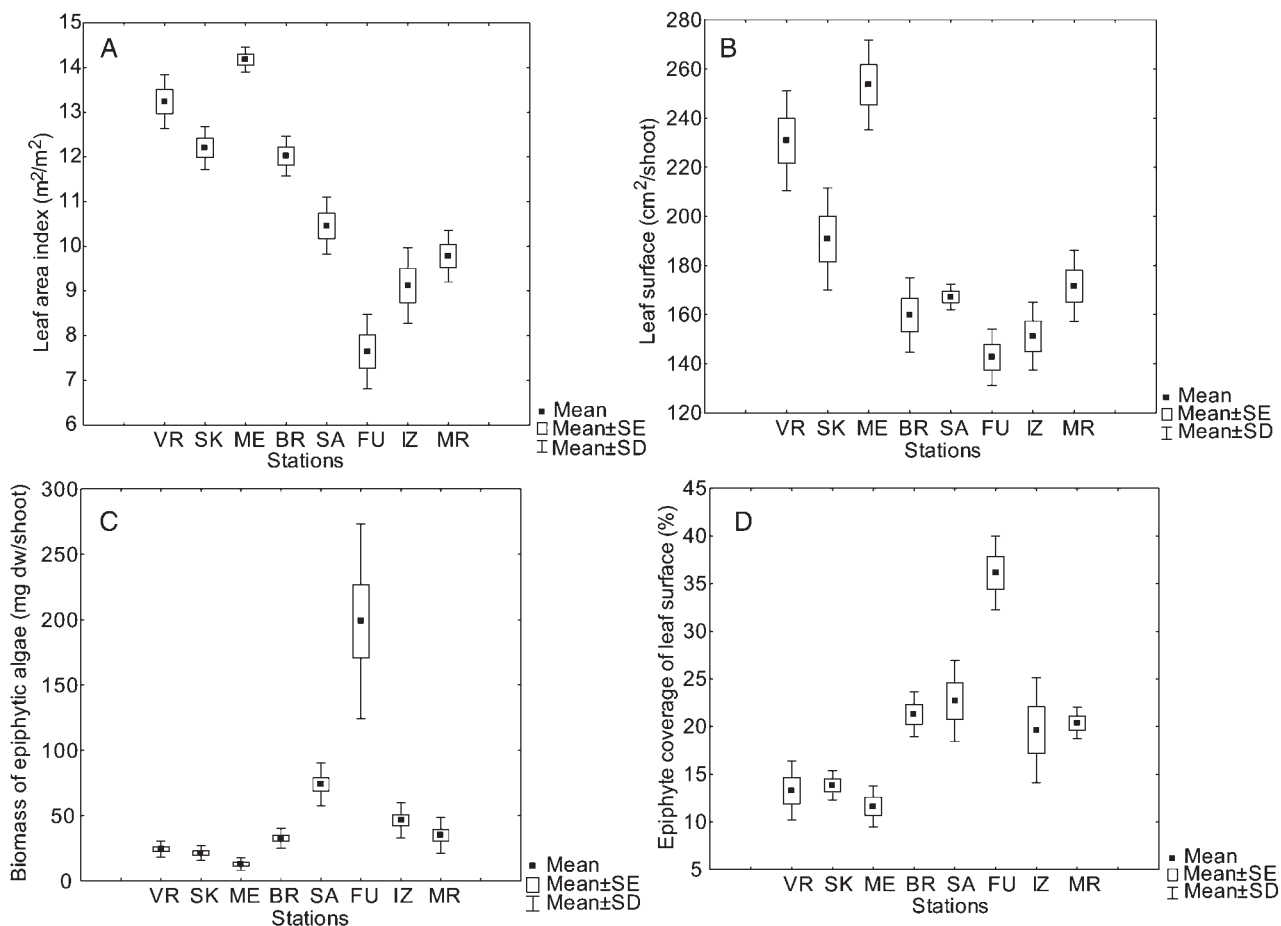 A
Leaf area index (m²/m²)
15
14
13
12
11
10
9
8
7
6
VR SK ME BR SA FU IZ MR
Stations
Mean
Mean±SE
Mean±SD
B
Leaf surface (cm²/shoot)
280
260
240
220
200
180
160
140
120
VR SK ME BR SA FU IZ MR
Stations
Mean
Mean±SE
Mean±SD
C
Biomass of epiphytic algae (mg dw/shoot)
300
250
200
150
100
50
0
VR SK ME BR SA FU IZ MR
Stations
Mean
Mean±SE
Mean±SD
D
Epiphyte coverage of leaf surface (%)
45
40
35
30
25
20
15
10
5
VR SK ME BR SA FU IZ MR
Stations
Mean
Mean±SE
Mean±SD